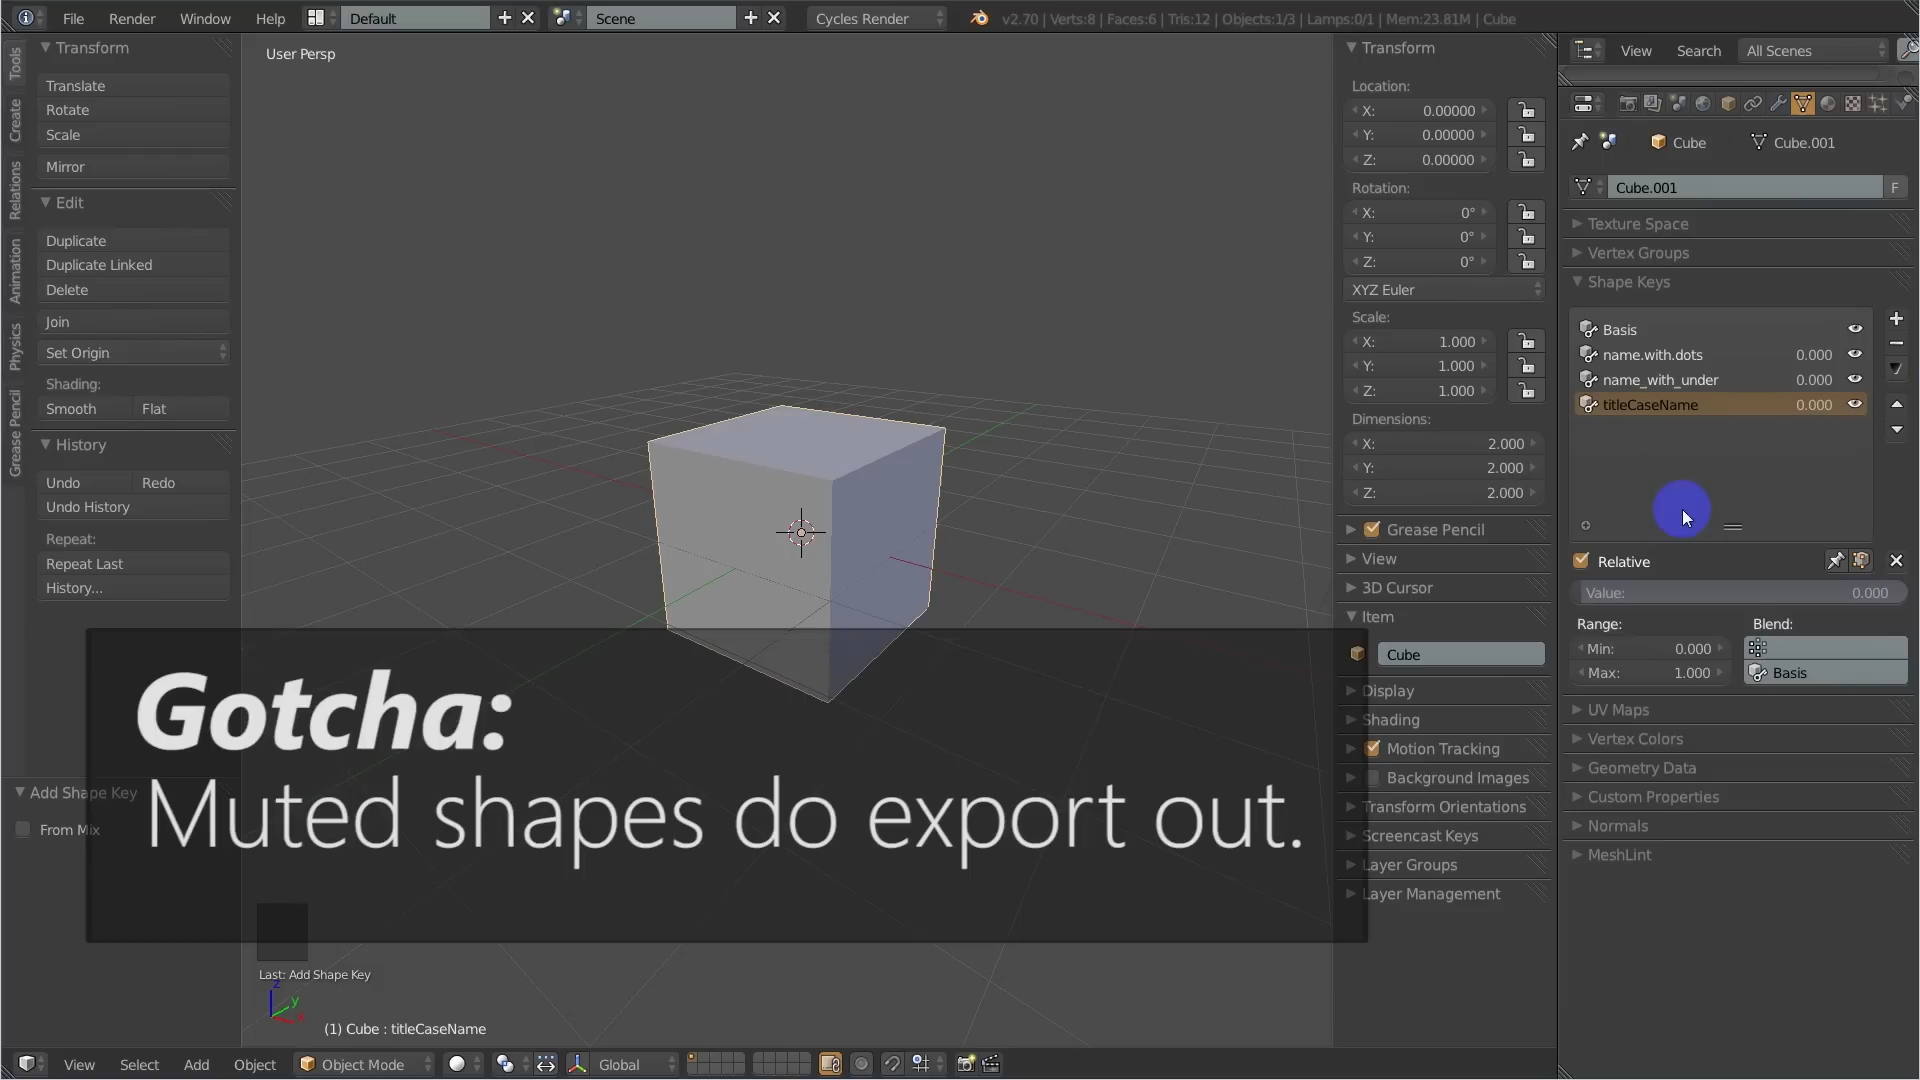 File Render Window Help Default Scene Cycles Render v2.70 | Verts:8 | Faces:6 | Tris:12 | Objects:1/3 | Lamps:0/1 | Mem:23.81M | Cube
Tools
Create
Relations
Animation
Physics
Grease Pencil
Transform
Translate
Rotate
Scale
Mirror
Edit
Duplicate
Duplicate Linked
Delete
Join
Set Origin
Shading:
Smooth Flat
History
Undo Redo
Undo History
Repeat:
Repeat Last
History...
Add Shape Key
From Mix
User Persp
Gotcha:
Muted shapes do export out.
Last: Add Shape Key
z
y
x
(1) Cube : titleCaseName
Transform
Location:
X: 0.00000
Y: 0.00000
Z: 0.00000
Rotation:
X: 0°
Y: 0°
Z: 0°
XYZ Euler
Scale:
X: 1.000
Y: 1.000
Z: 1.000
Dimensions:
X: 2.000
Y: 2.000
Z: 2.000
Grease Pencil
View
3D Cursor
Item
Cube
Display
Shading
Motion Tracking
Background Images
Transform Orientations
Screencast Keys
Layer Groups
Layer Management
View Search All Scenes
Cube Cube.001
Cube.001 F
Texture Space
Vertex Groups
Shape Keys
Basis
name.with.dots 0.000
name_with_under 0.000
titleCaseName 0.000
Relative
Value: 0.000
Range: Blend:
Min: 0.000
Max: 1.000 Basis
UV Maps
Vertex Colors
Geometry Data
Custom Properties
Normals
MeshLint
View Select Add Object Object Mode Global